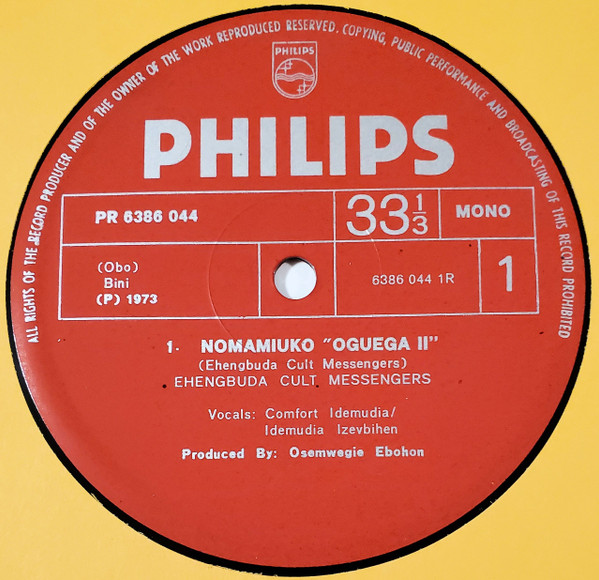 ALL RIGHTS OF THE RECORD PRODUCER AND OF THE OWNER OF THE WORK REPRODUCED RESERVED. COPYING, PUBLIC PERFORMANCE AND BROADCASTING OF THIS RECORD PROHIBITED
PHILIPS
PHILIPS
PR 6386 044
33⅓
MONO
(Obo)
Bini
(P) 1973
6386 044 1R
1
1. NOMAMIUKO "OGUEGA II"
(Ehengbuda Cult Messengers)
EHENGBUDA CULT MESSENGERS
Vocals: Comfort Idemudia/
Idemudia Izevbihen
Produced By: Osemwegie Ebohon